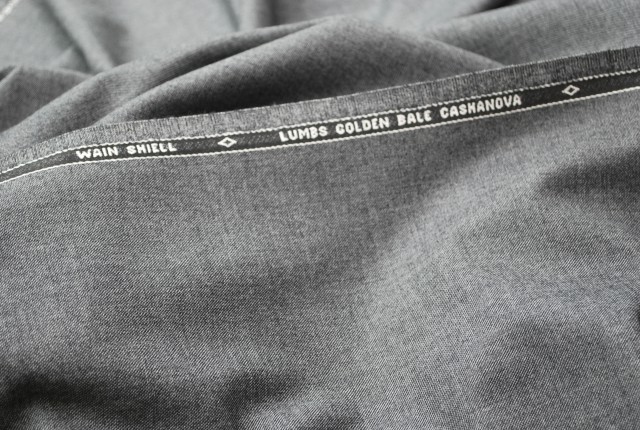 WAIN SHIELL ◇ LUMBS GOLDEN BALE CASHANOVA ◇